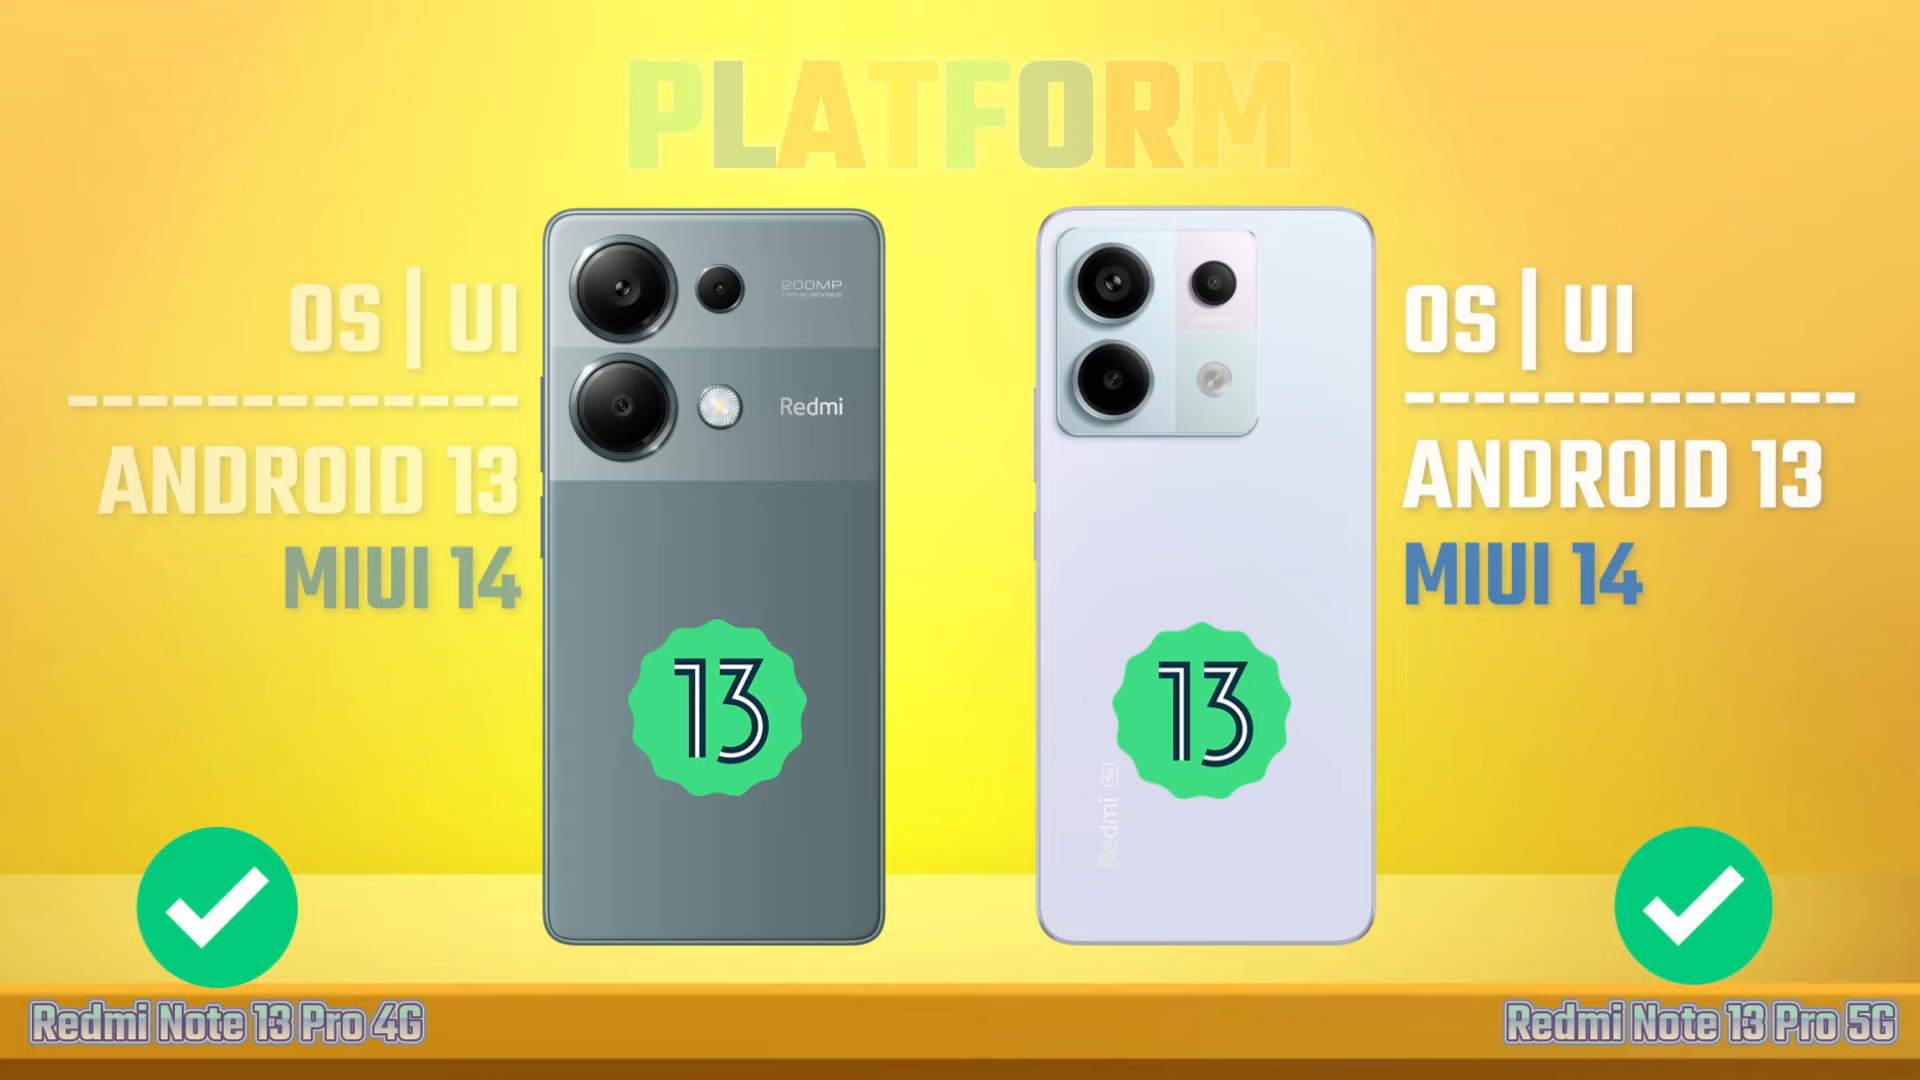 PLATFORM
OS | UI
ANDROID 13
MIUI 14
200MP
Redmi
13
OS | UI
ANDROID 13
MIUI 14
13
Redmi 5G
Redmi Note 13 Pro 4G
Redmi Note 13 Pro 5G